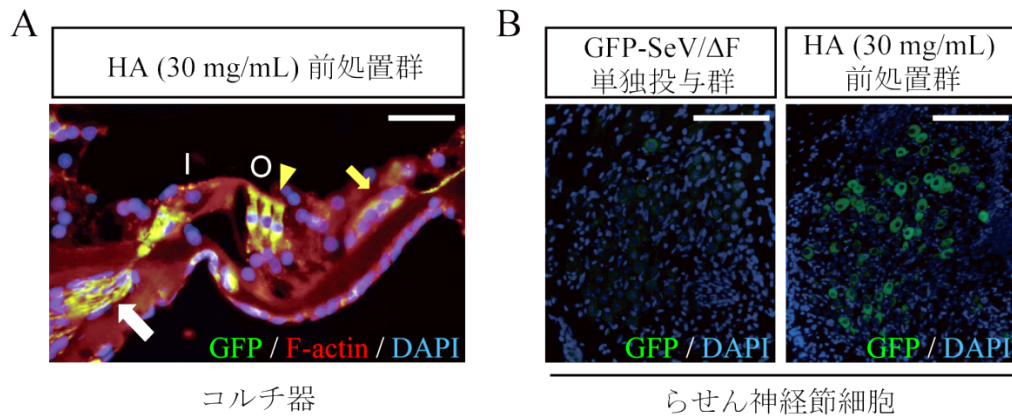 A
HA (30 mg/mL) 前処置群
I
O
GFP / F-actin / DAPI
コルチ器
B
GFP-SeV/ΔF
単独投与群
HA (30 mg/mL)
前処置群
GFP / DAPI
GFP / DAPI
らせん神経節細胞